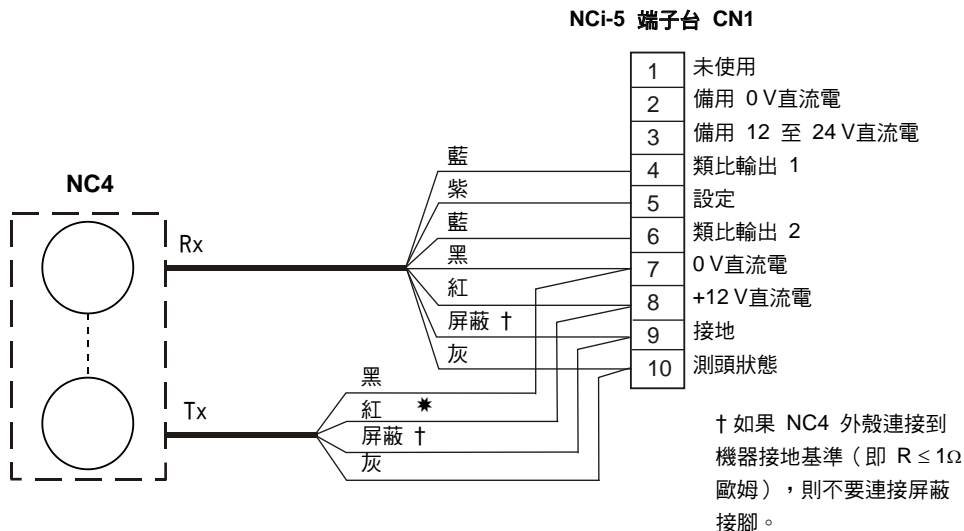 NCi-5 端子台 CN1
1 未使用
2 備用 0 V直流電
3 備用 12 至 24 V直流電
4 類比輸出 1
5 設定
6 類比輸出 2
7 0 V直流電
8 +12 V直流電
9 接地
10 測頭狀態
NC4
Rx
藍
紫
藍
黑
紅
屏蔽 †
灰
Tx
黑
紅 ✷
屏蔽 †
灰
† 如果 NC4 外殼連接到
機器接地基準（即 R ≤ 1Ω
歐姆），則不要連接屏蔽
接腳。